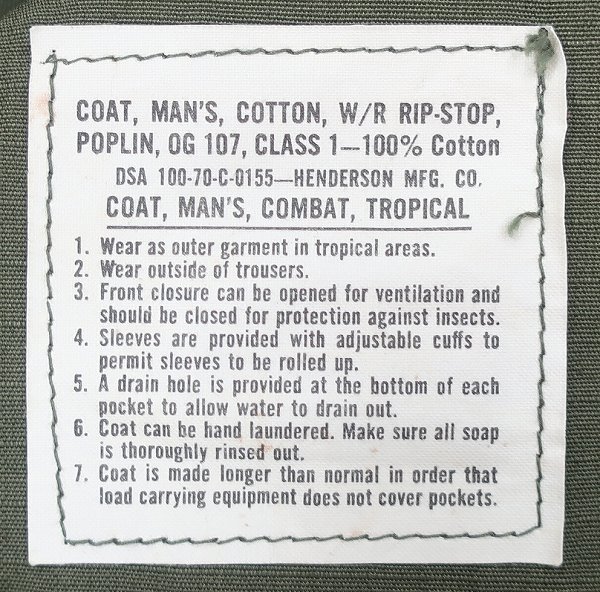 COAT, MAN'S, COTTON, W/R RIP-STOP,
POPLIN, OG 107, CLASS 1—100% Cotton
DSA 100-70-C-0155—HENDERSON MFG. CO.
COAT, MAN'S, COMBAT, TROPICAL
1. Wear as outer garment in tropical areas.
2. Wear outside of trousers.
3. Front closure can be opened for ventilation and
should be closed for protection against insects.
4. Sleeves are provided with adjustable cuffs to
permit sleeves to be rolled up.
5. A drain hole is provided at the bottom of each
pocket to allow water to drain out.
6. Coat can be hand laundered. Make sure all soap
is thoroughly rinsed out.
7. Coat is made longer than normal in order that
load carrying equipment does not cover pockets.